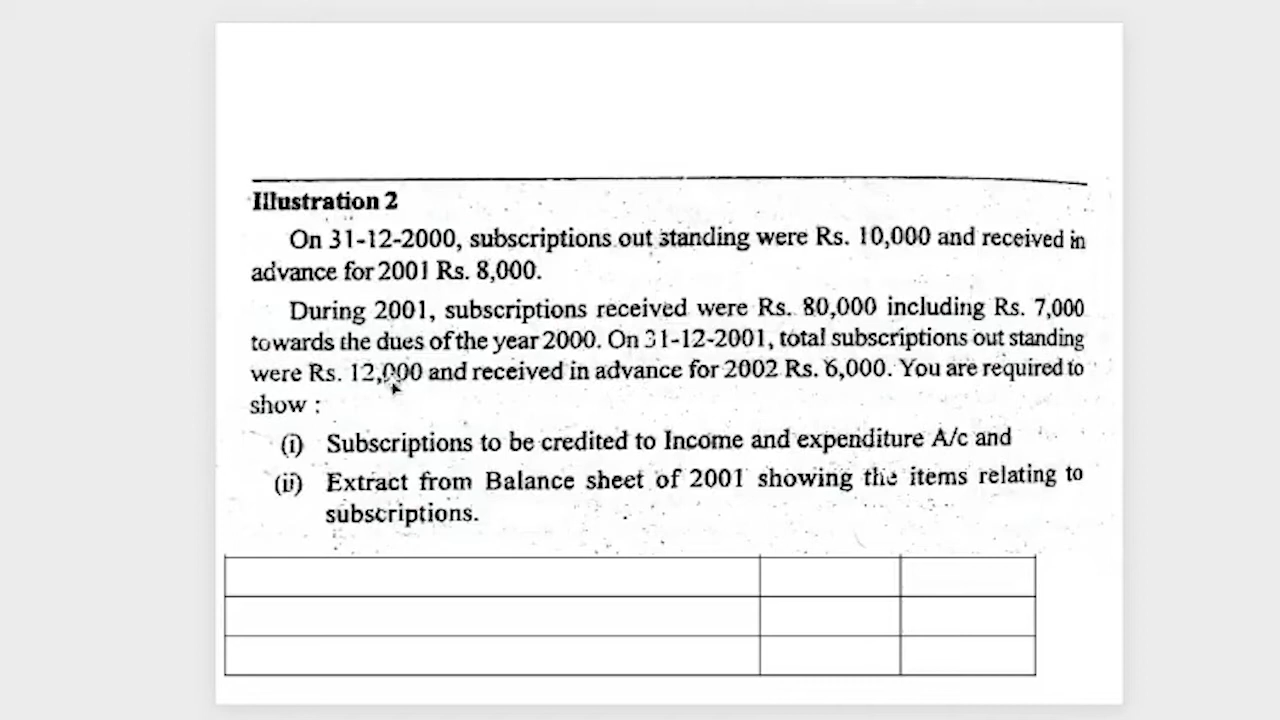 Illustration 2
On 31-12-2000, subscriptions out standing were Rs. 10,000 and received in
advance for 2001 Rs. 8,000.
During 2001, subscriptions received were Rs. 80,000 including Rs. 7,000
towards the dues of the year 2000. On 31-12-2001, total subscriptions out standing
were Rs. 12,000 and received in advance for 2002 Rs. 6,000. You are required to
show :
(i) Subscriptions to be credited to Income and expenditure A/c and
(ii) Extract from Balance sheet of 2001 showing the items relating to
subscriptions.